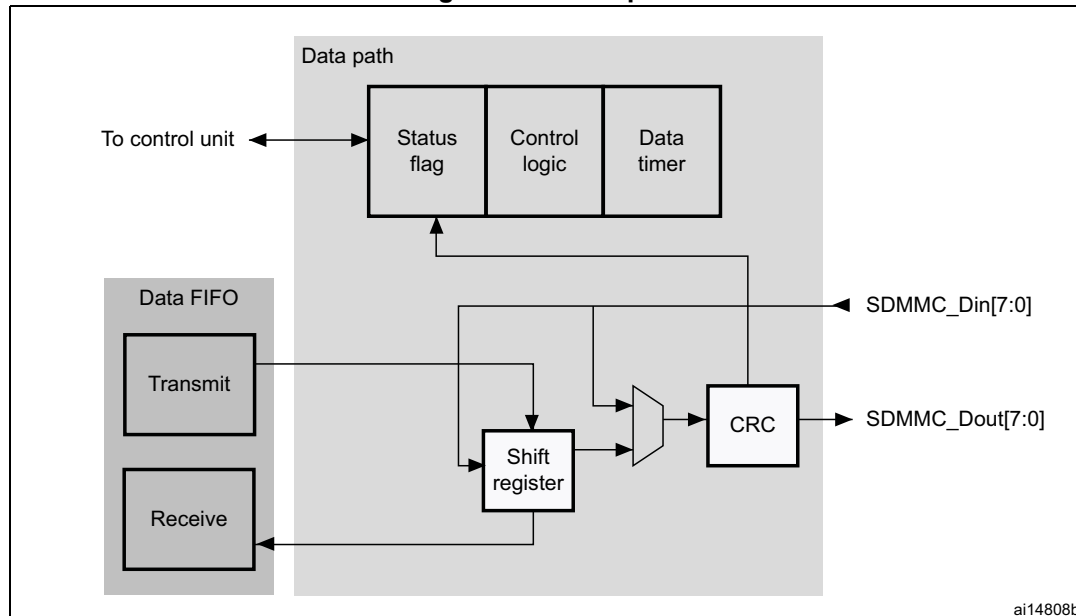 Data path
To control unit
Status
flag
Control
logic
Data
timer
Data FIFO
SDMMC_Din[7:0]
Transmit
CRC
SDMMC_Dout[7:0]
Shift
register
Receive
ai14808b